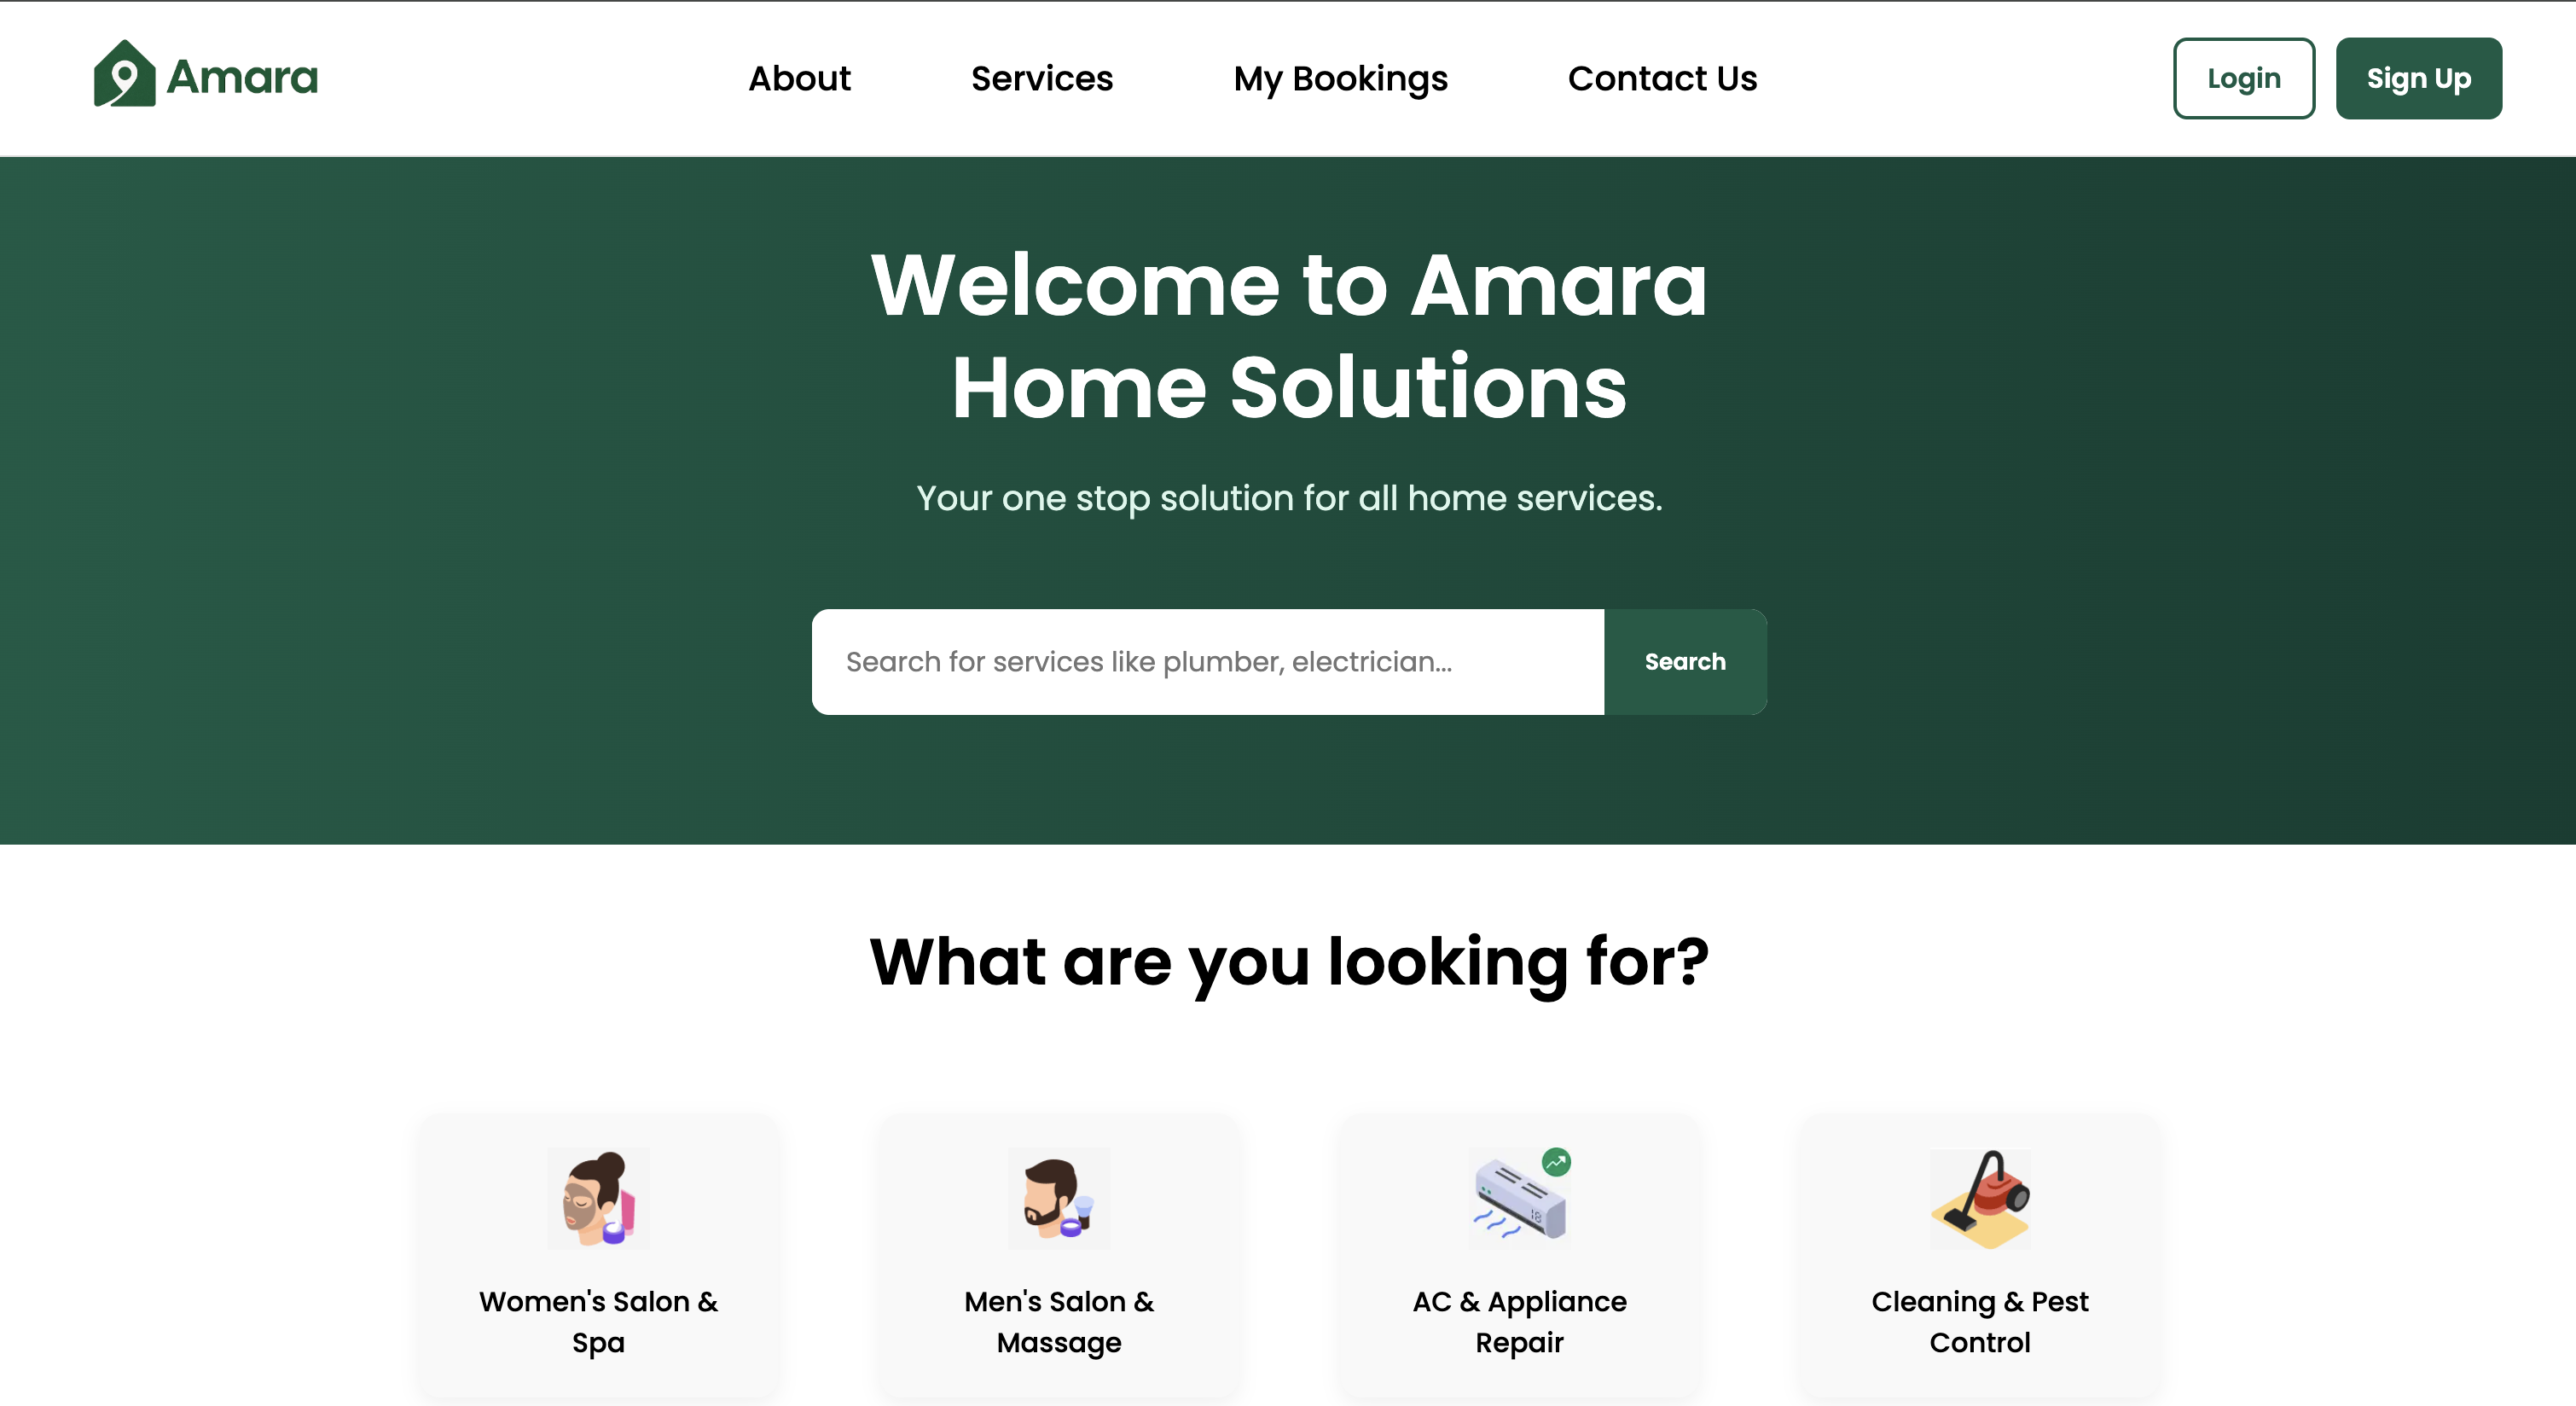 Amara
About
Services
My Bookings
Contact Us
Login
Sign Up
Welcome to Amara
Home Solutions
Your one stop solution for all home services.
Search for services like plumber, electrician...
Search
What are you looking for?
18
Women's Salon &
Spa
Men's Salon &
Massage
AC & Appliance
Repair
Cleaning & Pest
Control